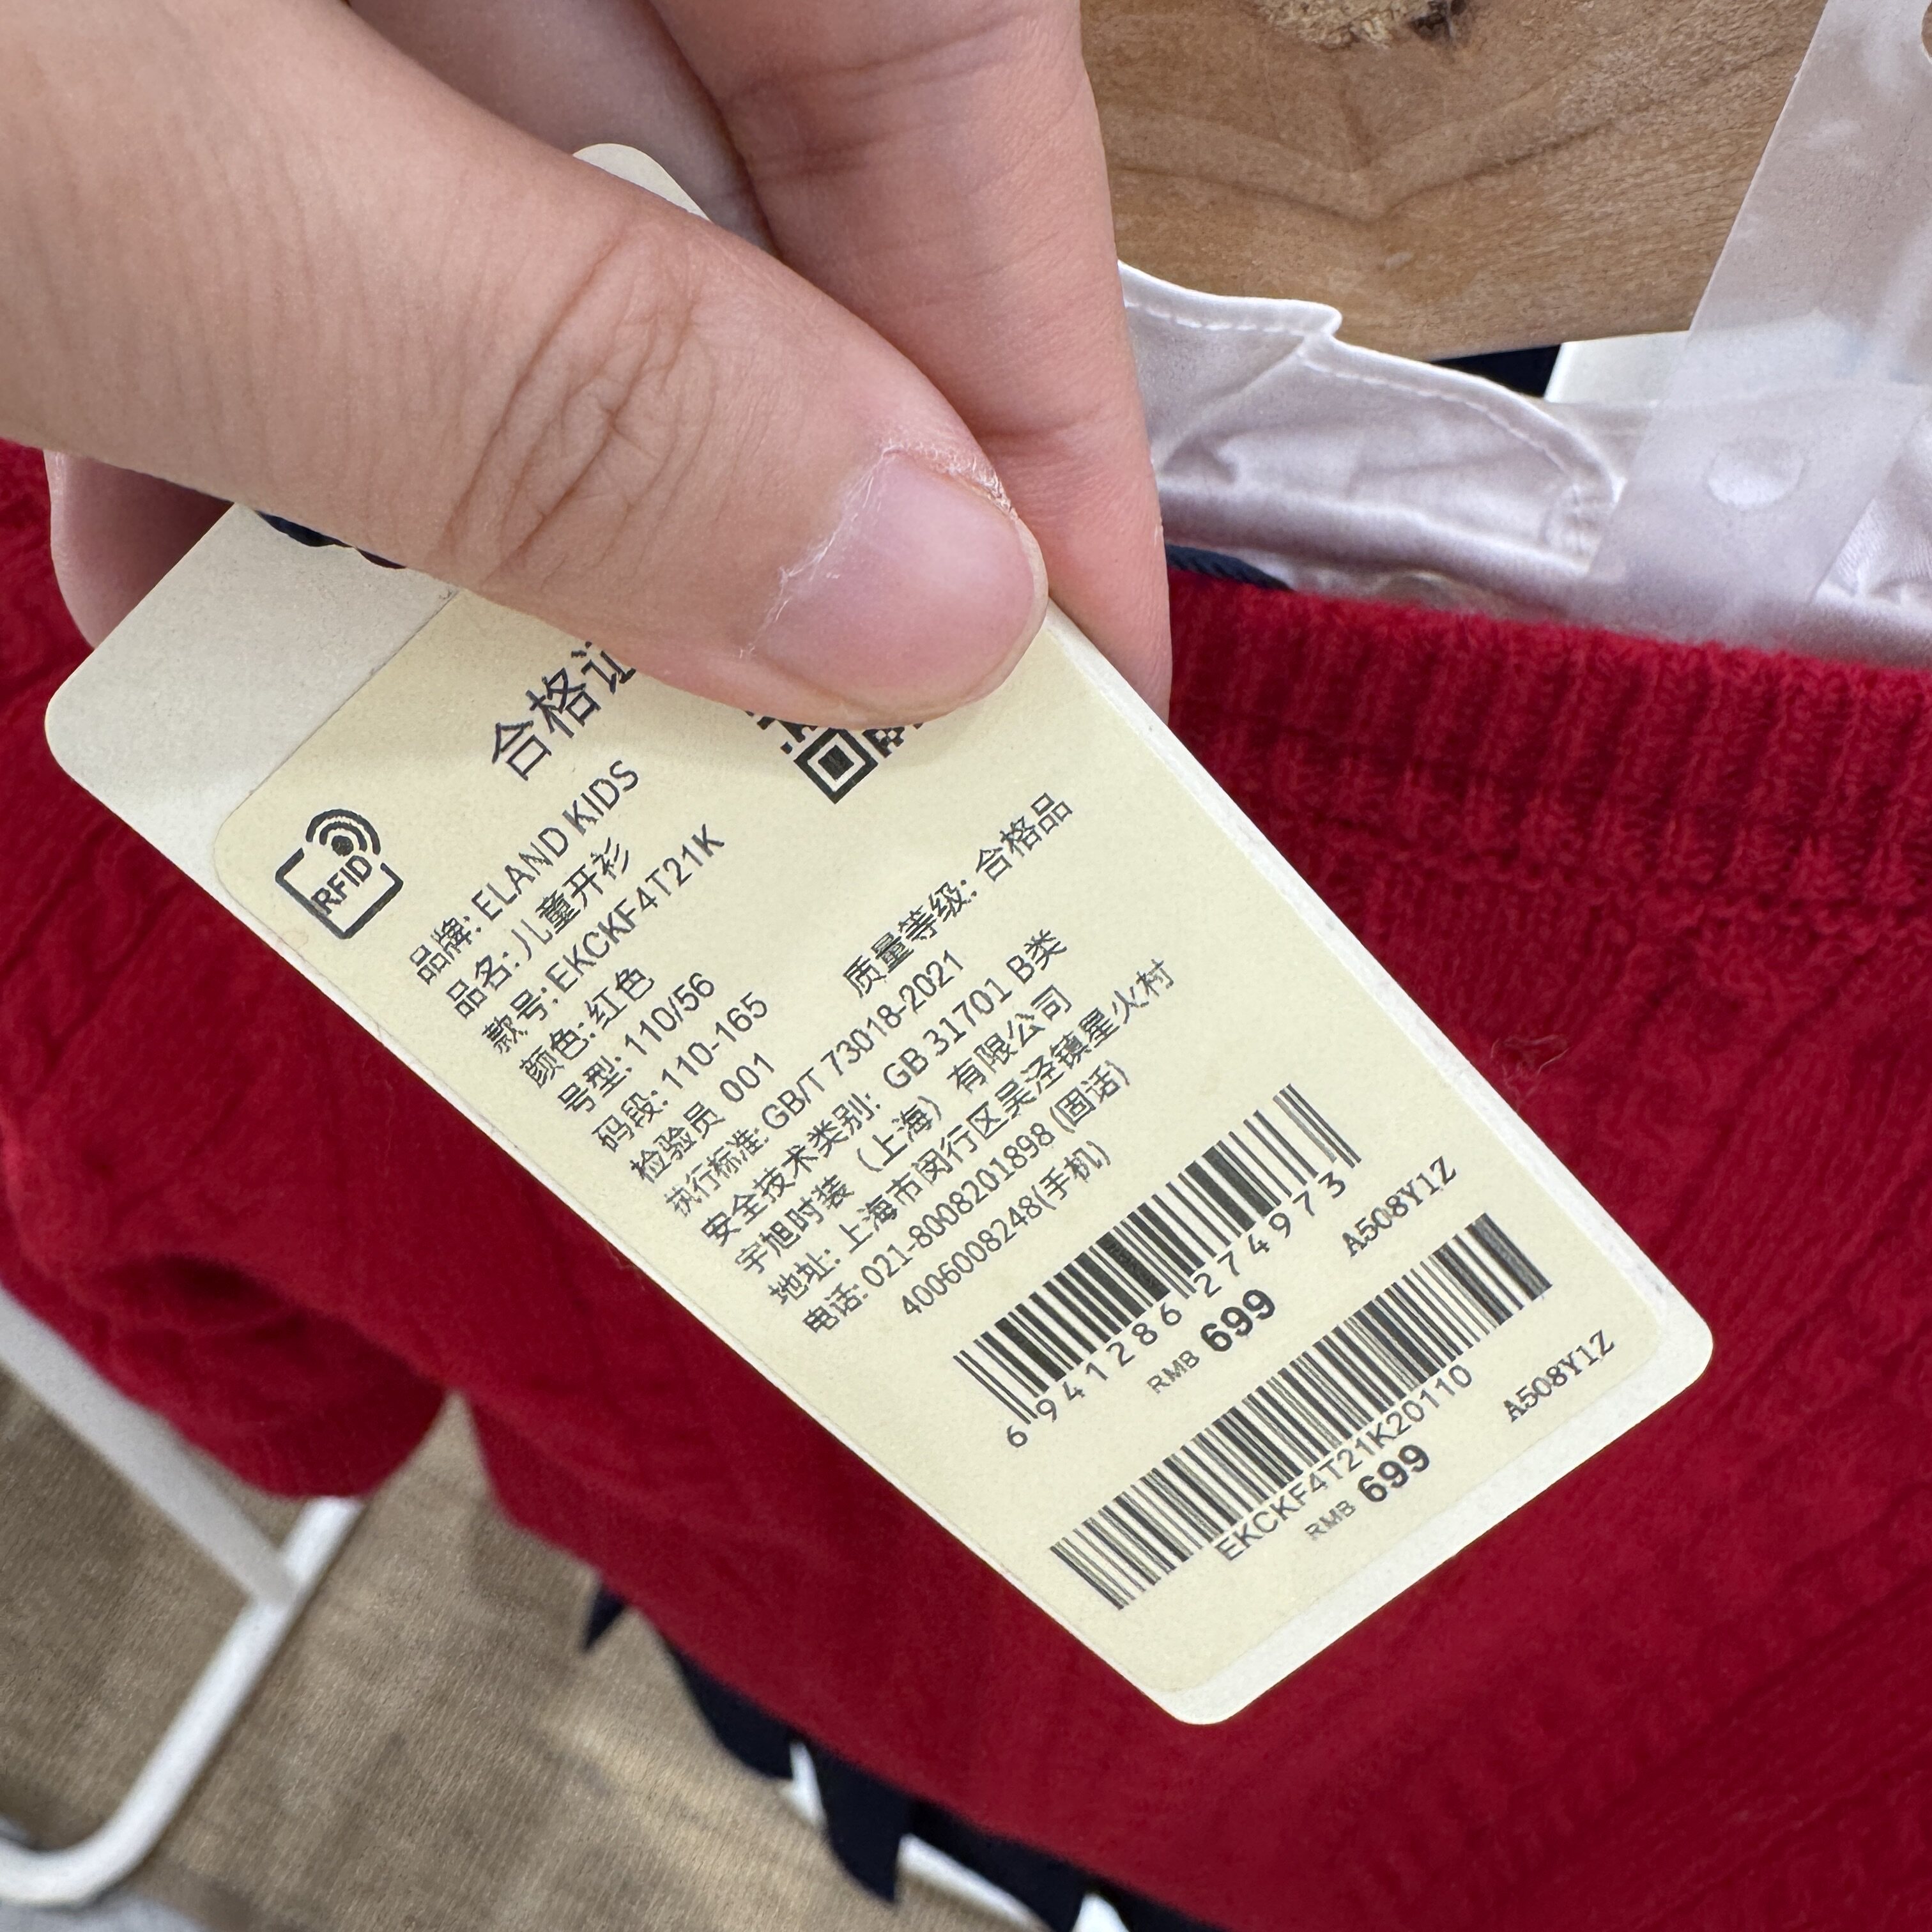 合格证
RFID
品牌: ELAND KIDS
品名: 儿童开衫
款号: EKCKF4T21K
颜色: 红色
号型: 110/56
码段: 110-165
质量等级: 合格品
检验员 001
执行标准: GB/T 73018-2021
安全技术类别: GB 31701 B类
宇旭时装（上海）有限公司
地址: 上海市闵行区吴泾镇星火村
电话: 021-8008201898 (固话)
4006008248(手机)
6941286274973
RMB 699
A508Y1Z
EKCKF4T21K20110
RMB 699
A508Y1Z